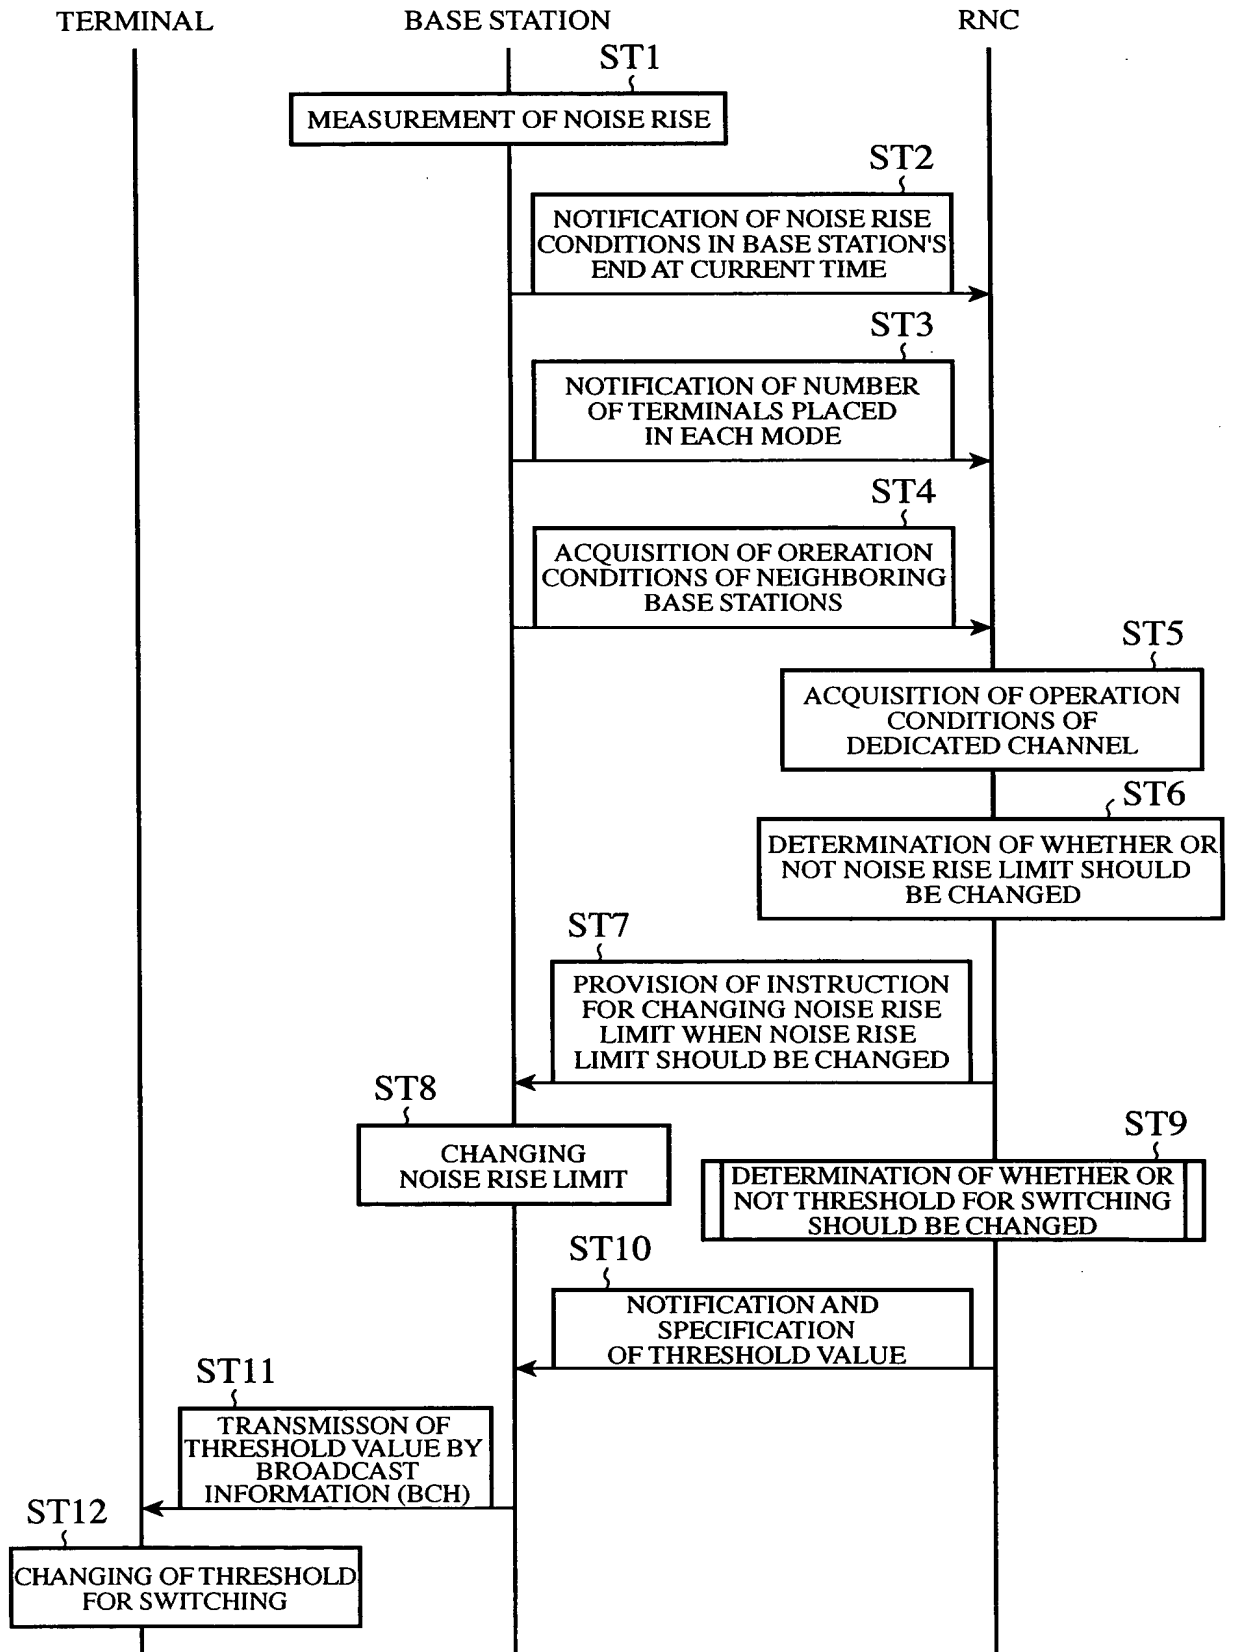 TERMINAL
BASE STATION
RNC
ST1
MEASUREMENT OF NOISE RISE
ST2
NOTIFICATION OF NOISE RISE
CONDITIONS IN BASE STATION'S
END AT CURRENT TIME
ST3
NOTIFICATION OF NUMBER
OF TERMINALS PLACED
IN EACH MODE
ST4
ACQUISITION OF ORERATION
CONDITIONS OF NEIGHBORING
BASE STATIONS
ST5
ACQUISITION OF OPERATION
CONDITIONS OF
DEDICATED CHANNEL
ST6
DETERMINATION OF WHETHER OR
NOT NOISE RISE LIMIT SHOULD
BE CHANGED
ST7
PROVISION OF INSTRUCTION
FOR CHANGING NOISE RISE
LIMIT WHEN NOISE RISE
LIMIT SHOULD BE CHANGED
ST8
CHANGING
NOISE RISE LIMIT
ST9
DETERMINATION OF WHETHER OR
NOT THRESHOLD FOR SWITCHING
SHOULD BE CHANGED
ST10
NOTIFICATION AND
SPECIFICATION
OF THRESHOLD VALUE
ST11
TRANSMISSON OF
THRESHOLD VALUE BY
BROADCAST
INFORMATION (BCH)
ST12
CHANGING OF THRESHOLD
FOR SWITCHING